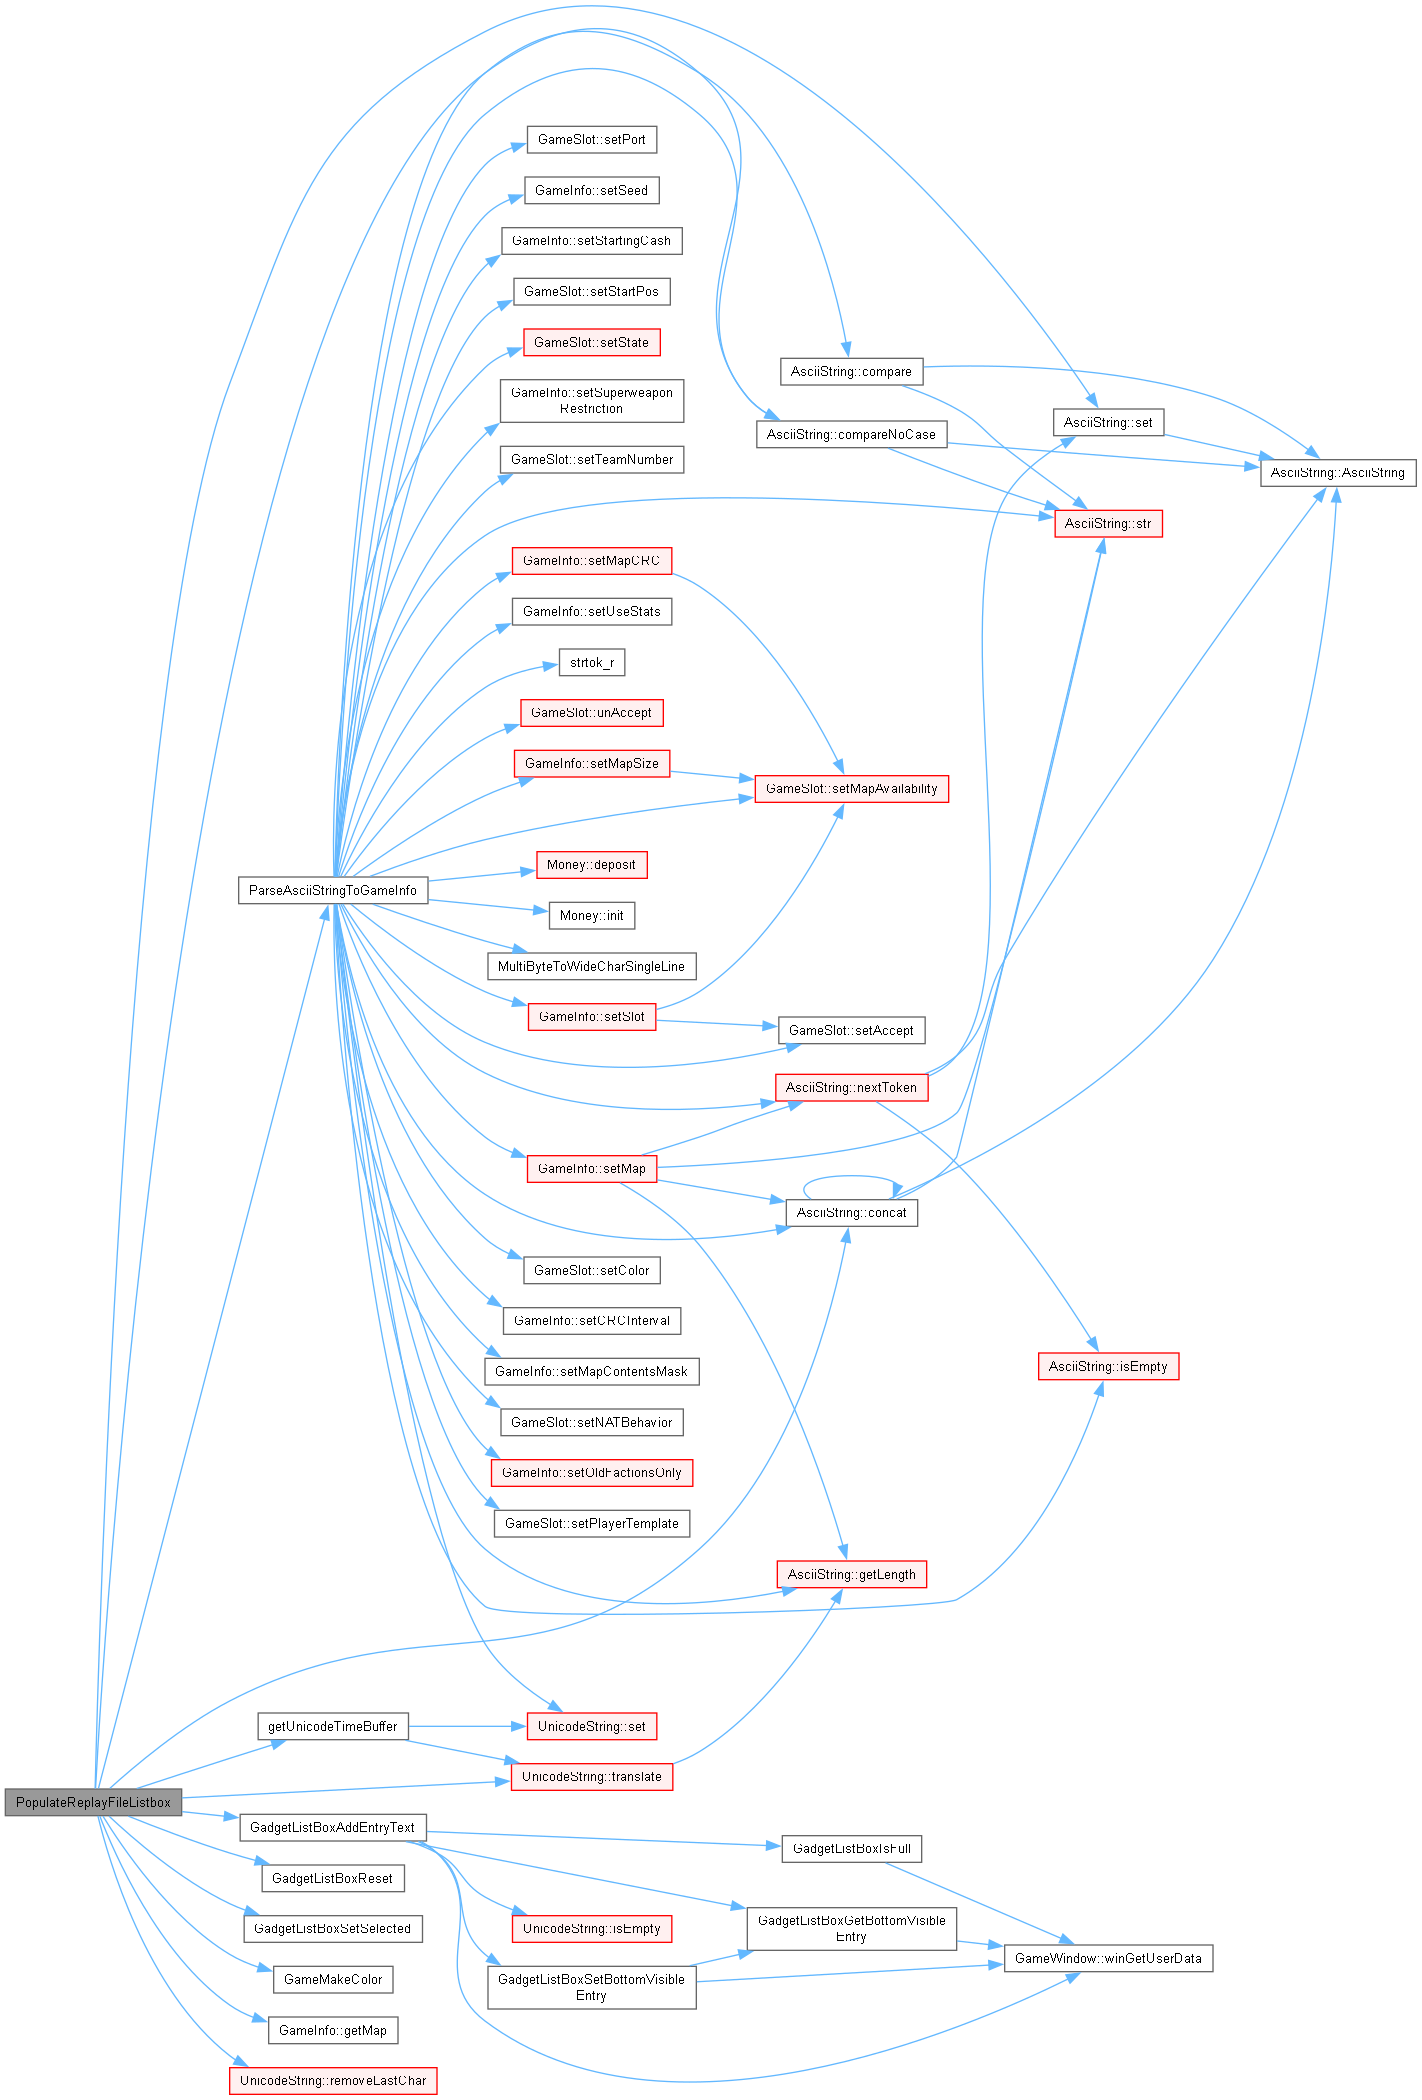 GameSlot::setPort
GameInfo::setSeed
GameInfo::setStartingCash
GameSlot::setStartPos
GameSlot::setState
AsciiString::compare
GameInfo::setSuperweapon
Restriction
AsciiString::set
AsciiString::compareNoCase
GameSlot::setTeamNumber
AsciiString::AsciiString
AsciiString::str
GameInfo::setMapCRC
GameInfo::setUseStats
strtok_r
GameSlot::unAccept
GameInfo::setMapSize
GameSlot::setMapAvailability
Money::deposit
ParseAsciiStringToGameInfo
Money::init
MultiByteToWideCharSingleLine
GameInfo::setSlot
GameSlot::setAccept
AsciiString::nextToken
GameInfo::setMap
AsciiString::concat
GameSlot::setColor
GameInfo::setCRCInterval
AsciiString::isEmpty
GameInfo::setMapContentsMask
GameSlot::setNATBehavior
GameInfo::setOldFactionsOnly
GameSlot::setPlayerTemplate
AsciiString::getLength
getUnicodeTimeBuffer
UnicodeString::set
UnicodeString::translate
PopulateReplayFileListbox
GadgetListBoxAddEntryText
GadgetListBoxIsFull
GadgetListBoxReset
GadgetListBoxSetSelected
UnicodeString::isEmpty
GadgetListBoxGetBottomVisible
Entry
GameWindow::winGetUserData
GameMakeColor
GadgetListBoxSetBottomVisible
Entry
GameInfo::getMap
UnicodeString::removeLastChar